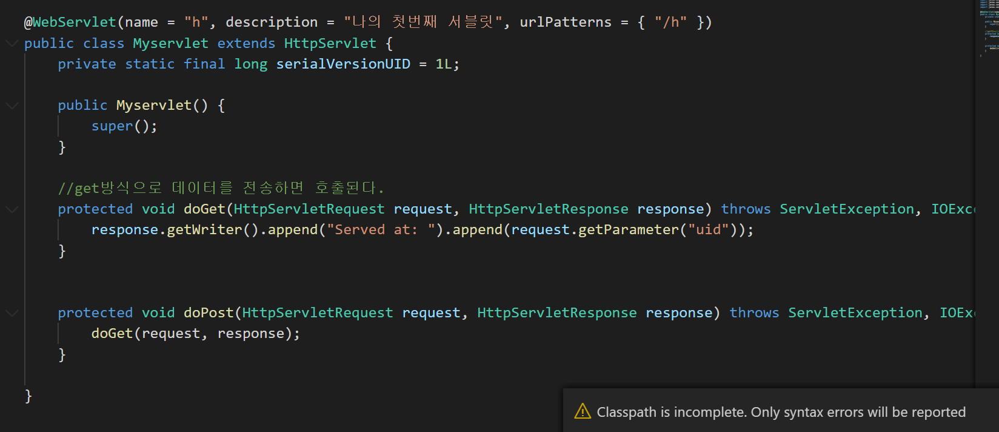 @WebServlet(name = "h", description = "나의 첫번째 서블릿", urlPatterns = { "/h" })
public class Myservlet extends HttpServlet {
private static final long serialVersionUID = 1L;
public Myservlet() {
super();
}
//get방식으로 데이터를 전송하면 호출된다.
protected void doGet(HttpServletRequest request, HttpServletResponse response) throws ServletException, IOExc
response.getWriter().append("Served at: ").append(request.getParameter("uid"));
}
protected void doPost(HttpServletRequest request, HttpServletResponse response) throws ServletException, IOEx
doGet(request, response);
}
}
Classpath is incomplete. Only syntax errors will be reported